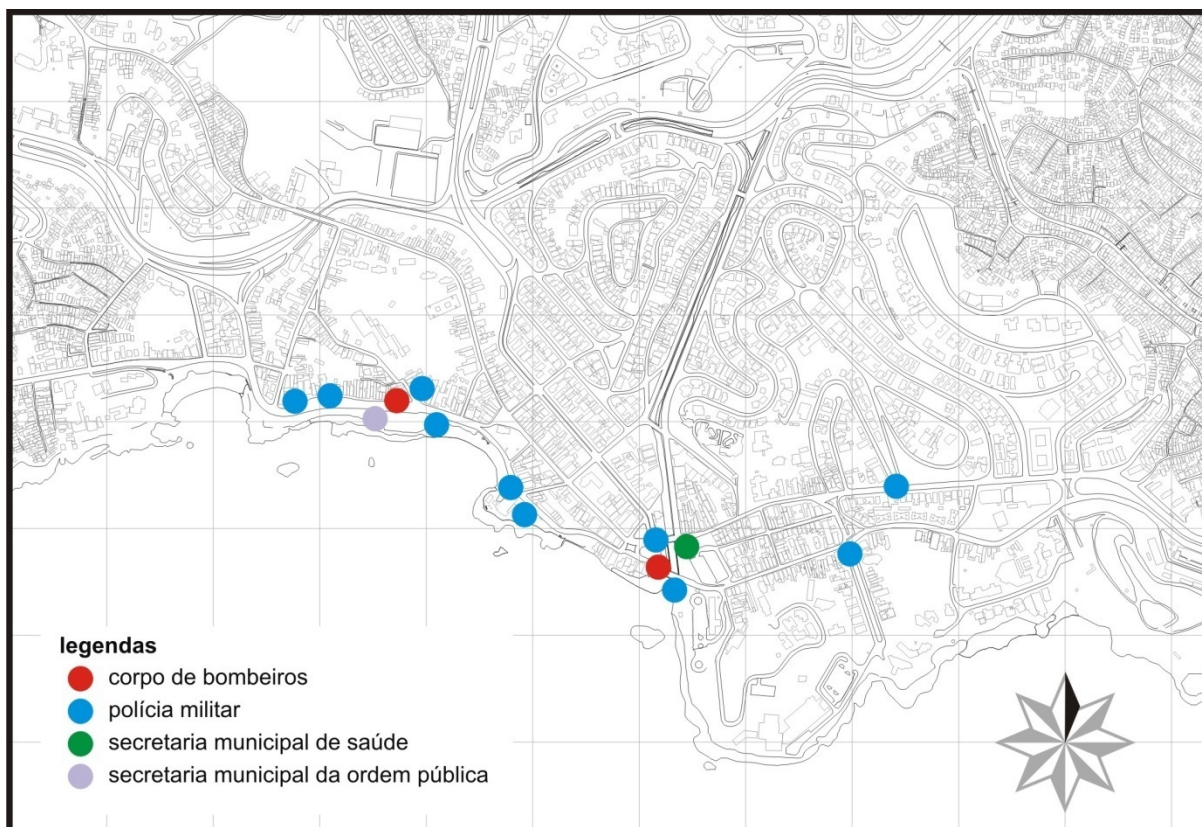 legendas
corpo de bombeiros
polícia militar
secretaria municipal de saúde
secretaria municipal da ordem pública